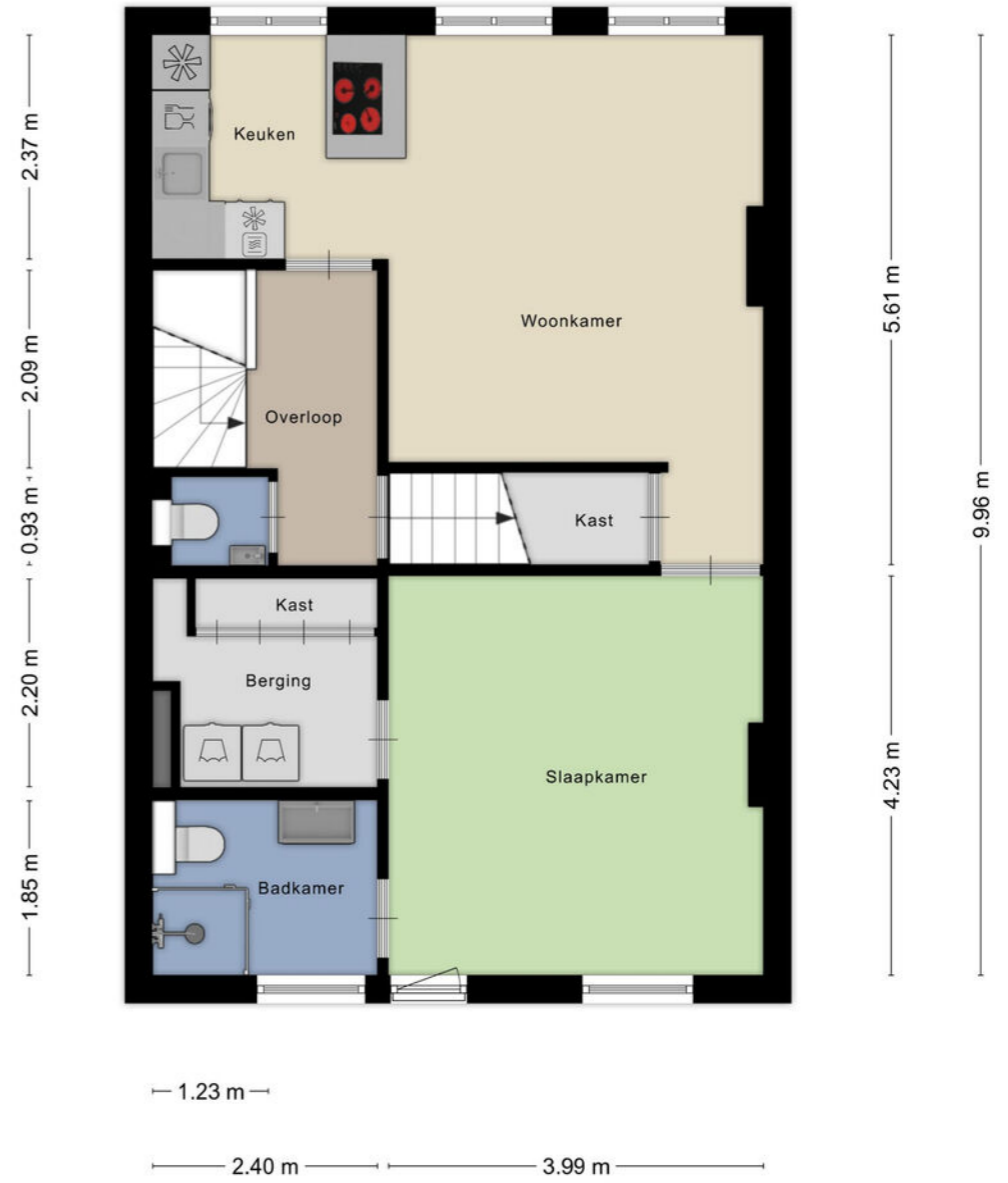 Keuken
2.37 m
5.61 m
Woonkamer
2.09 m
Overloop
9.96 m
0.93 m
Kast
Kast
2.20 m
Berging
Slaapkamer
4.23 m
1.85 m
Badkamer
1.23 m
2.40 m
3.99 m